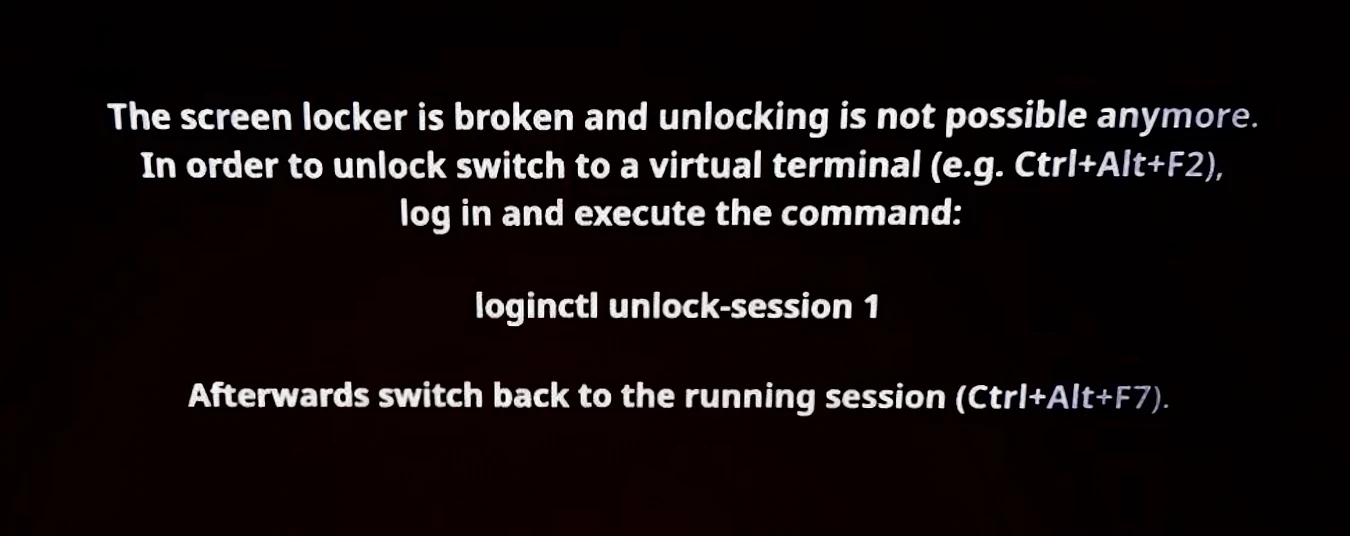 The screen locker is broken and unlocking is not possible anymore.
In order to unlock switch to a virtual terminal (e.g. Ctrl+Alt+F2),
log in and execute the command:
loginctl unlock-session 1
Afterwards switch back to the running session (Ctrl+Alt+F7).